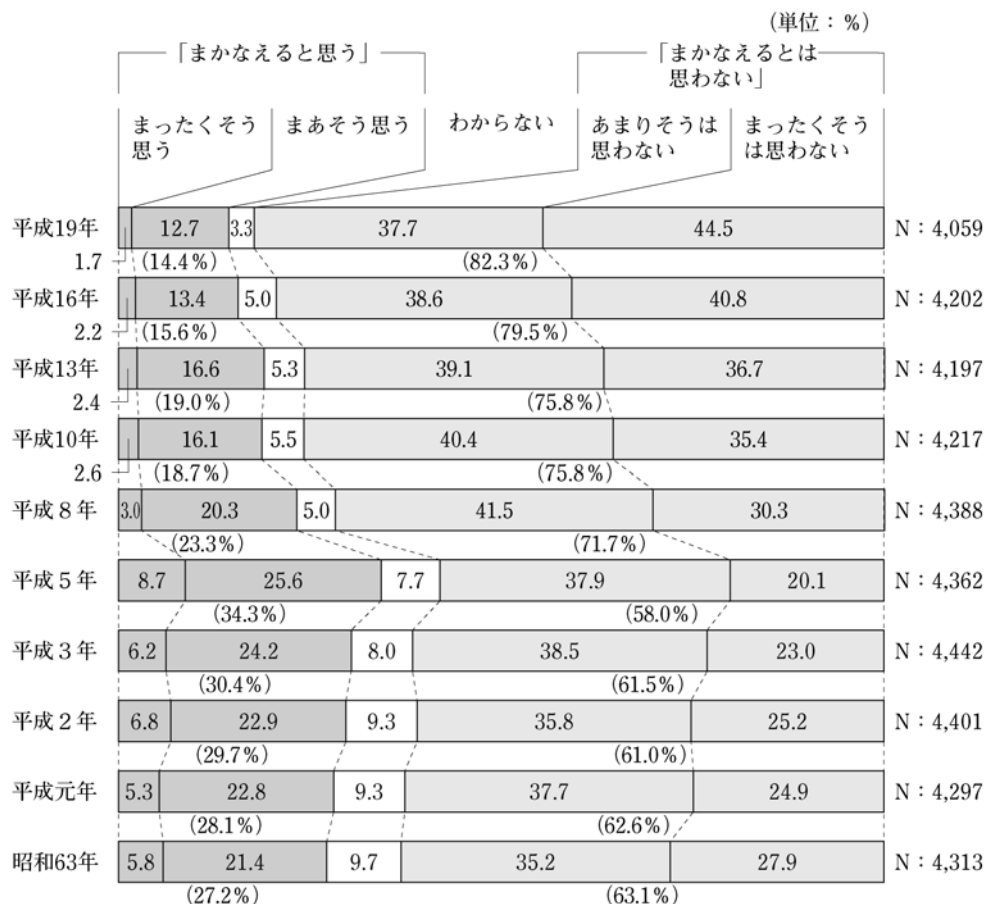 （単位：%）
「まかなえると思う」
「まかなえるとは
思わない」
まったくそう
思う
まあそう思う
わからない
あまりそうは
思わない
まったくそう
は思わない
平成19年 12.7 3.3 37.7 44.5 N：4,059
1.7 (14.4%) (82.3%)
平成16年 13.4 5.0 38.6 40.8 N：4,202
2.2 (15.6%) (79.5%)
平成13年 16.6 5.3 39.1 36.7 N：4,197
2.4 (19.0%) (75.8%)
平成10年 16.1 5.5 40.4 35.4 N：4,217
2.6 (18.7%) (75.8%)
平成8年 3.0 20.3 5.0 41.5 30.3 N：4,388
(23.3%) (71.7%)
平成5年 8.7 25.6 7.7 37.9 20.1 N：4,362
(34.3%) (58.0%)
平成3年 6.2 24.2 8.0 38.5 23.0 N：4,442
(30.4%) (61.5%)
平成2年 6.8 22.9 9.3 35.8 25.2 N：4,401
(29.7%) (61.0%)
平成元年 5.3 22.8 9.3 37.7 24.9 N：4,297
(28.1%) (62.6%)
昭和63年 5.8 21.4 9.7 35.2 27.9 N：4,313
(27.2%) (63.1%)